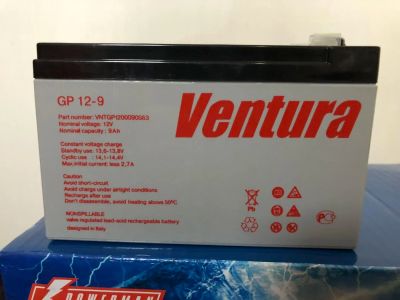 GP 12-9
Ventura
Part number: VNTGP1200090S63
Nominal voltage: 12V
Nominal capacity: 9Ah
Constant voltage charge
Standby use: 13,6-13,8V
Cyclic use : 14,1-14,4V
Max.initial current: less 2,7A
Caution
Avoid short-circuit
Avoid charge under airtight conditions
Recharge after use
Don't disassemble, avoid heating above 50ºC
NONSPILLABLE
valve regulated lead-acid rechargeable battery
designed in Italy
Pb
POWERMAN